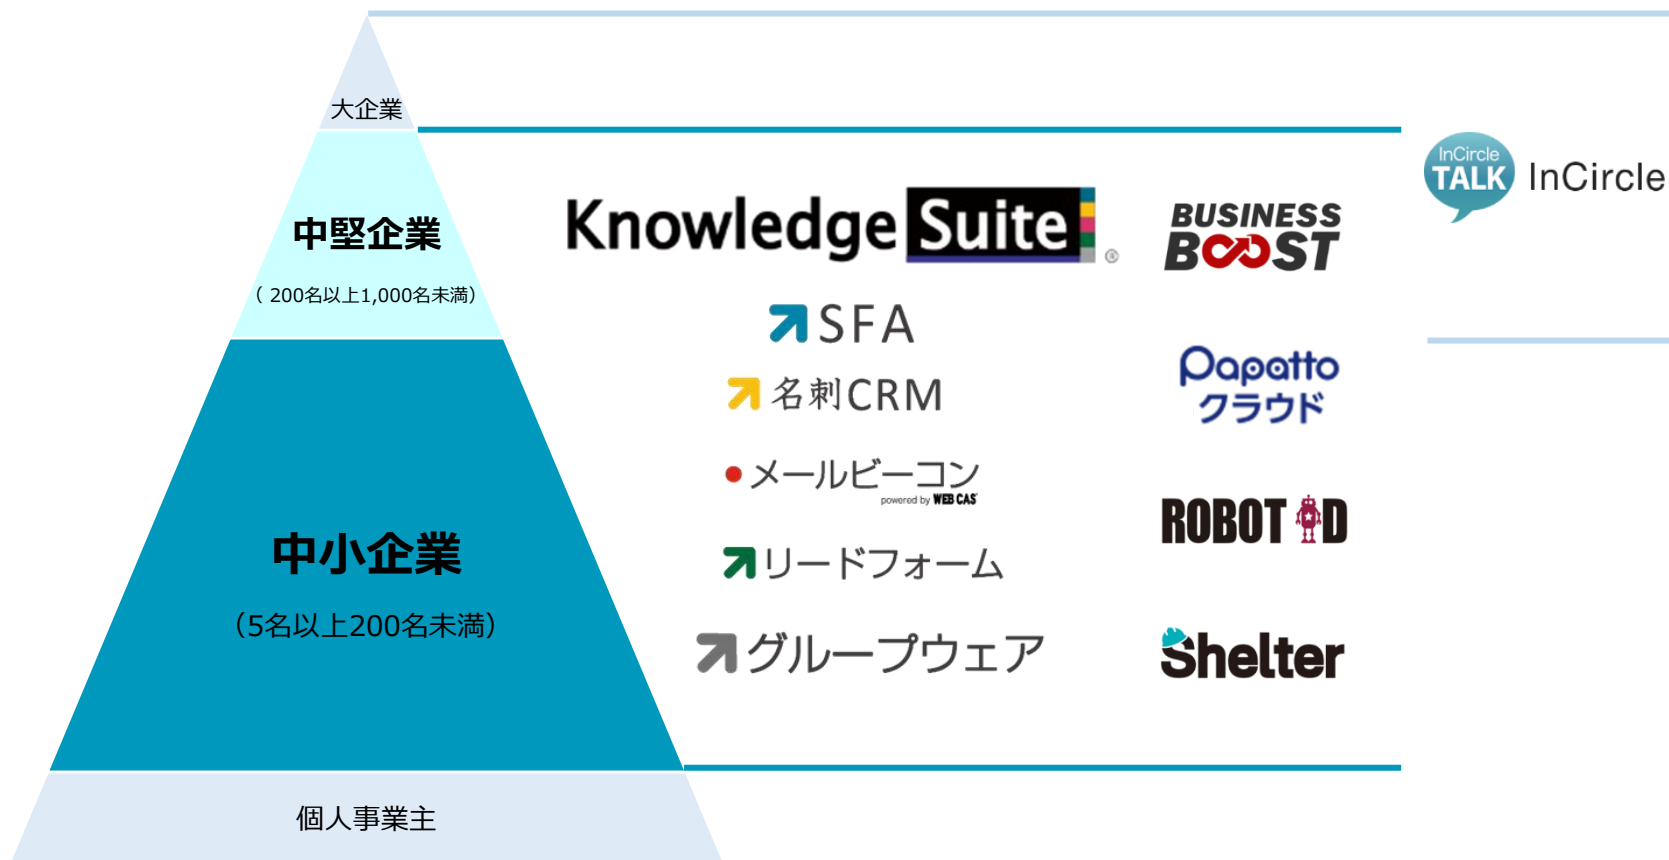 大企業
中堅企業
（ 200名以上1,000名未満）
中小企業
（5名以上200名未満）
個人事業主
Knowledge Suite ®
SFA
名刺CRM
メールビーコン
powered by WEB CAS
リードフォーム
グループウェア
BUSINESS
BOOST
Papatto
クラウド
ROBOT ID
Shelter
InCircle
TALK
InCircle